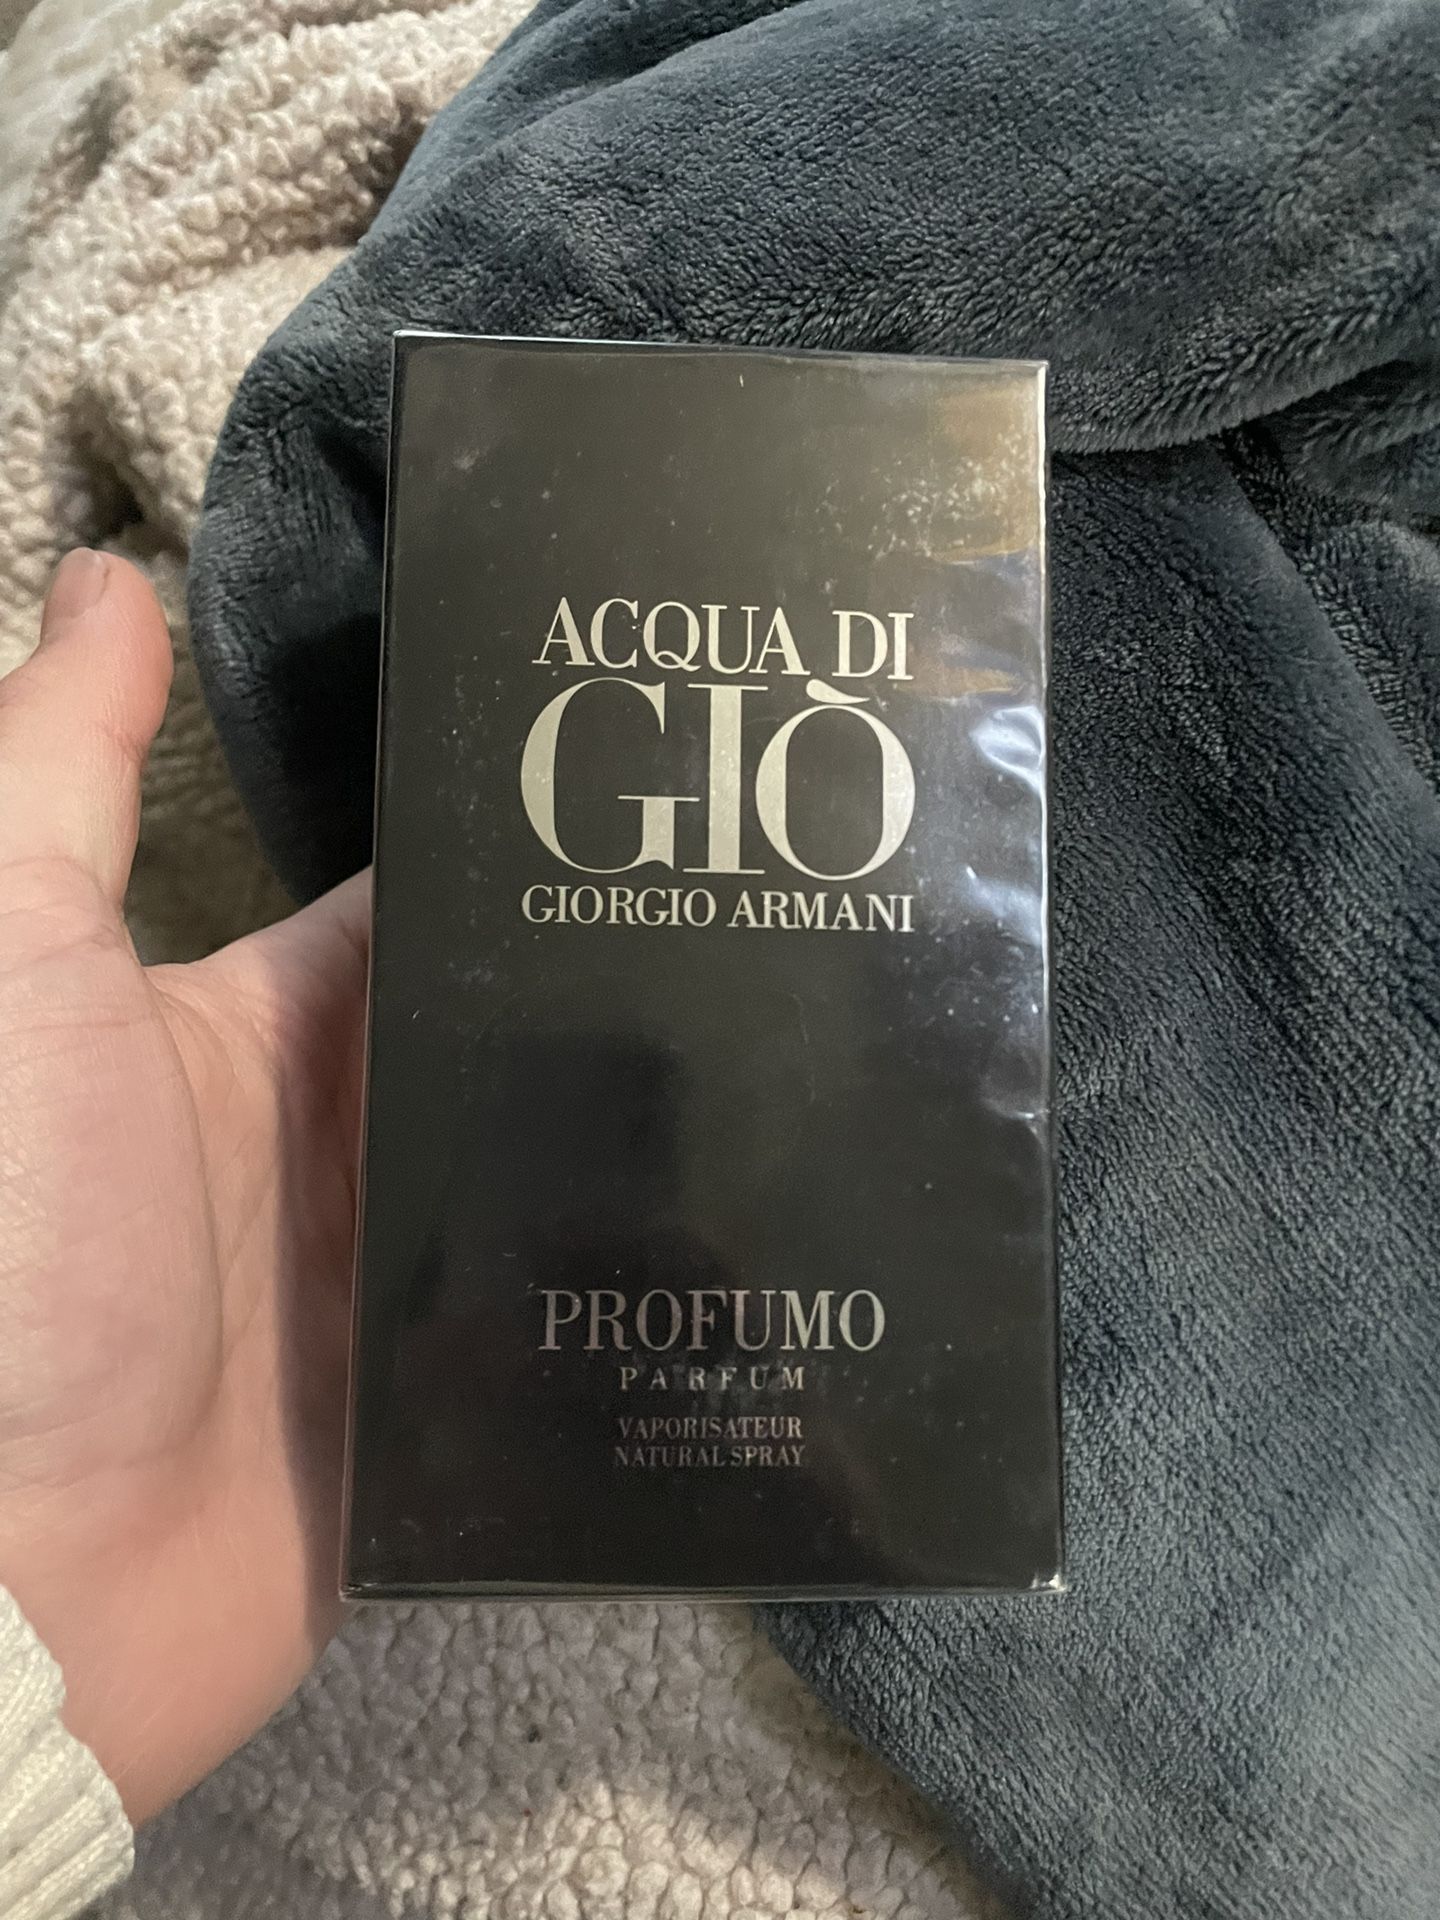 ACQUA DI
GIÒ
GIORGIO ARMANI
PROFUMO
PARFUM
VAPORISATEUR
NATURAL SPRAY